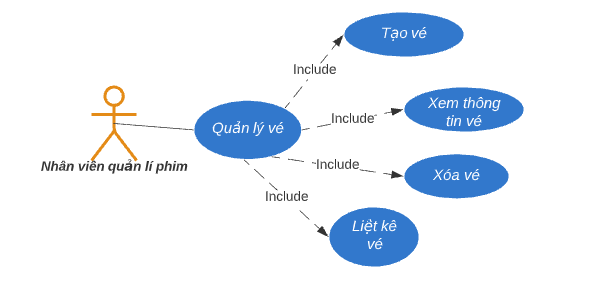 Tạo vé
Include
Xem thông
tin vé
Include
Quản lý vé
Nhân viên quản lí phim
Include
Xóa vé
Include
Liệt kê
vé